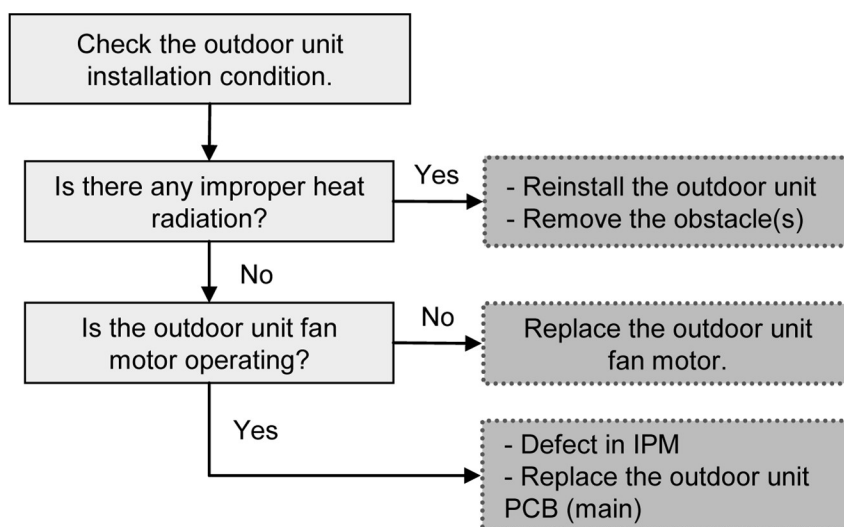 Check the outdoor unit
installation condition.
Is there any improper heat
radiation?
Yes
- Reinstall the outdoor unit
- Remove the obstacle(s)
No
Is the outdoor unit fan
motor operating?
No
Replace the outdoor unit
fan motor.
Yes
- Defect in IPM
- Replace the outdoor unit
PCB (main)